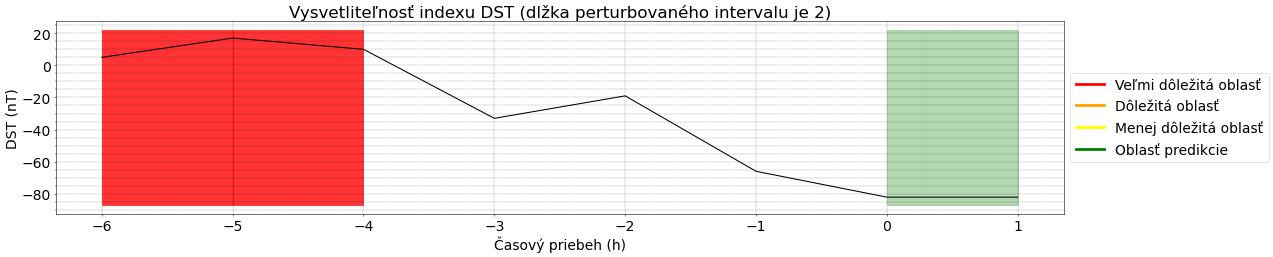 Vysvetliteľnosť indexu DST (dĺžka perturbovaného intervalu je 2)
20
0
−20
−40
−60
−80
DST (nT)
−6 −5 −4 −3 −2 −1 0 1
Časový priebeh (h)
Veľmi dôležitá oblasť
Dôležitá oblasť
Menej dôležitá oblasť
Oblasť predikcie